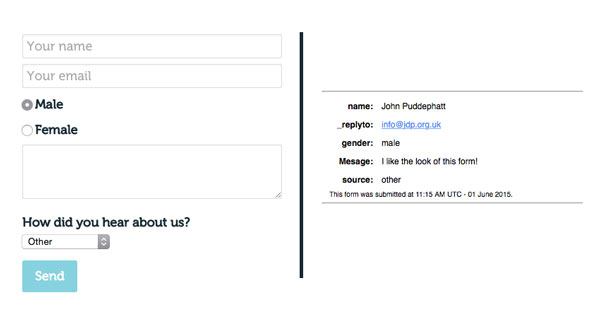 Your name
Your email
Male
Female
How did you hear about us?
Other
Send
name: John Puddephatt
_replyto: info@jdp.org.uk
gender: male
Mesage: I like the look of this form!
source: other
This form was submitted at 11:15 AM UTC - 01 June 2015.